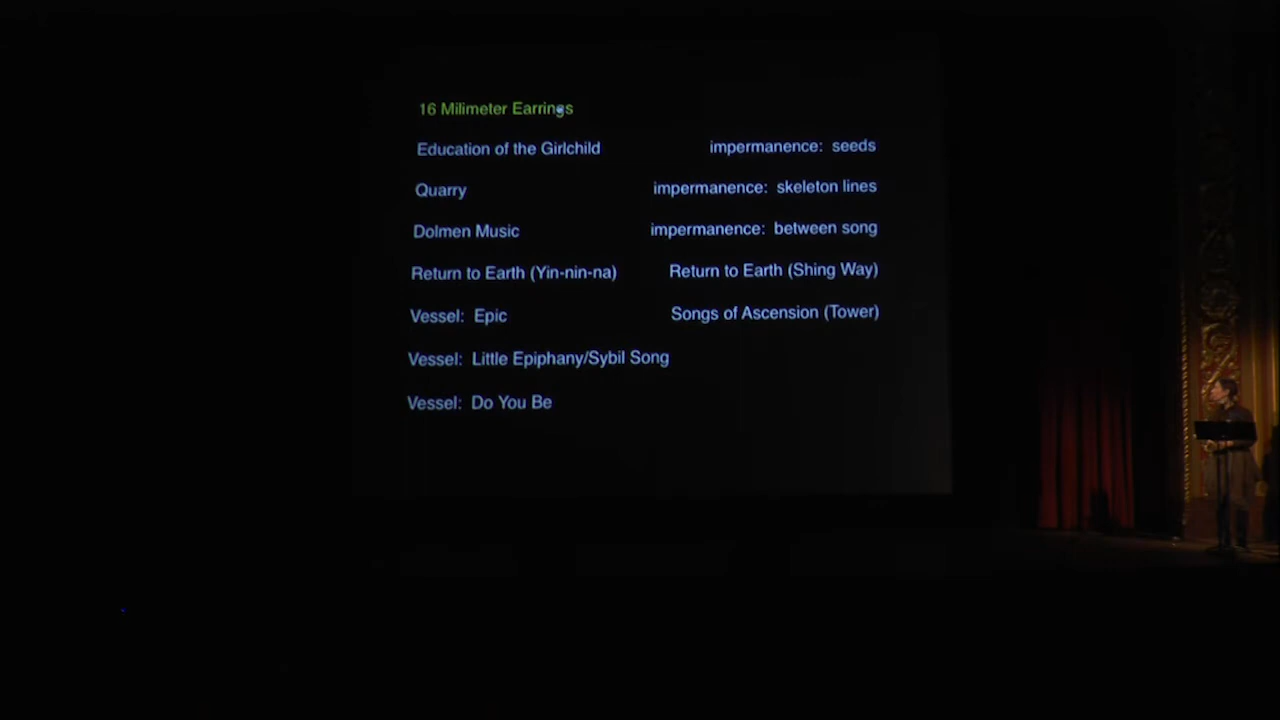 16 Milimeter Earrings
Education of the Girlchild
Quarry
Dolmen Music
Return to Earth (Yin-nin-na)
Vessel: Epic
Vessel: Little Epiphany/Sybil Song
Vessel: Do You Be
impermanence: seeds
impermanence: skeleton lines
impermanence: between song
Return to Earth (Shing Way)
Songs of Ascension (Tower)